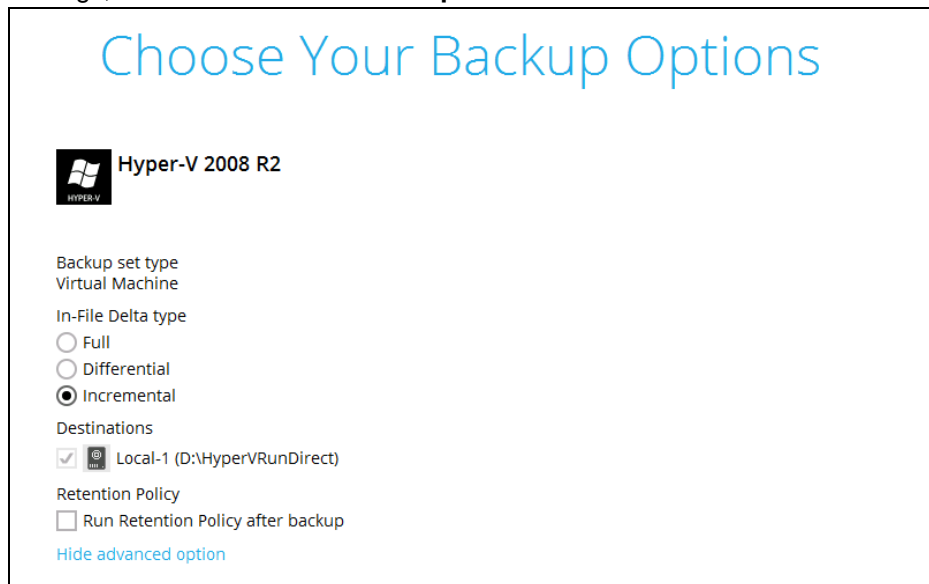 Choose Your Backup Options
Hyper-V 2008 R2
HYPER-V
Backup set type
Virtual Machine
In-File Delta type
Full
Differential
Incremental
Destinations
Local-1 (D:\HyperVRunDirect)
Retention Policy
Run Retention Policy after backup
Hide advanced option